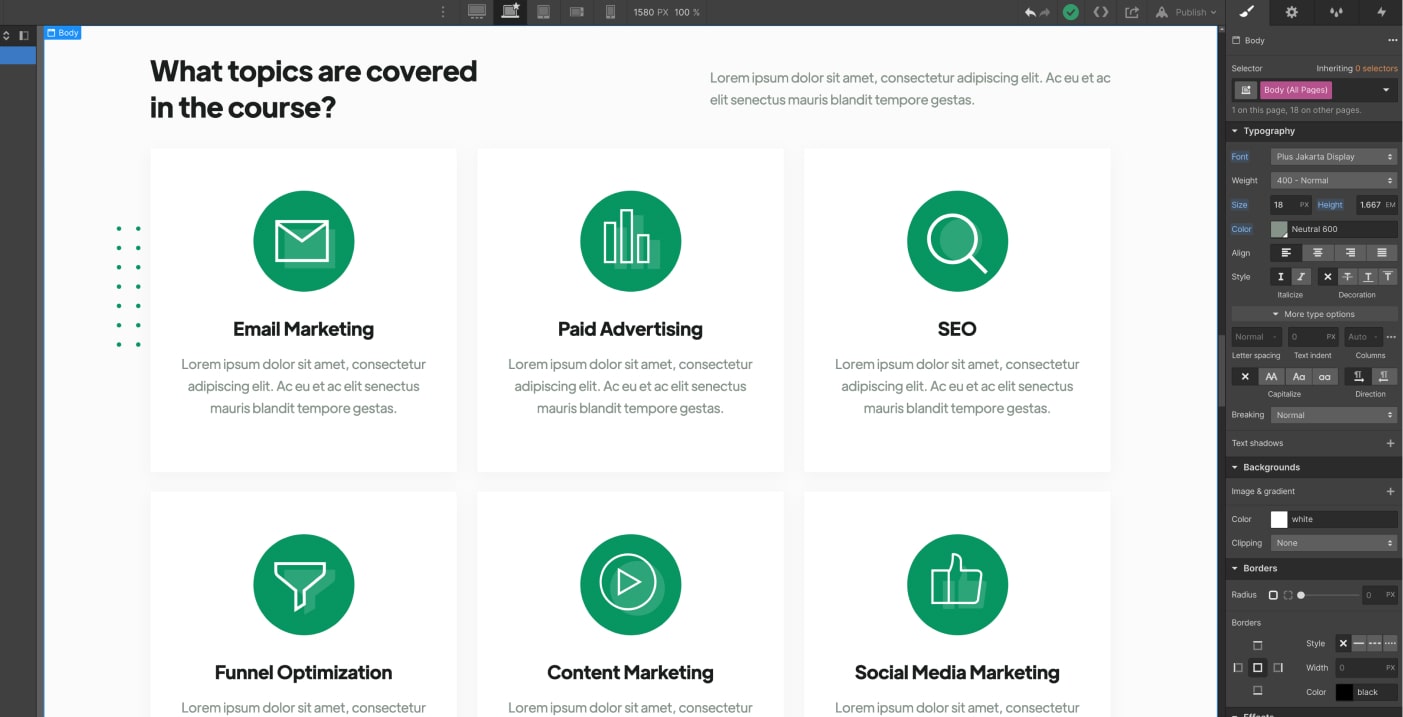 1580 PX 100 %
Publish
Body
What topics are covered
in the course?
Lorem ipsum dolor sit amet, consectetur adipiscing elit. Ac eu et ac
elit senectus mauris blandit tempore gestas.
Email Marketing
Lorem ipsum dolor sit amet, consectetur
adipiscing elit. Ac eu et ac elit senectus
mauris blandit tempore gestas.
Paid Advertising
Lorem ipsum dolor sit amet, consectetur
adipiscing elit. Ac eu et ac elit senectus
mauris blandit tempore gestas.
SEO
Lorem ipsum dolor sit amet, consectetur
adipiscing elit. Ac eu et ac elit senectus
mauris blandit tempore gestas.
Funnel Optimization
Lorem ipsum dolor sit amet, consectetur
Content Marketing
Lorem ipsum dolor sit amet, consectetur
Social Media Marketing
Lorem ipsum dolor sit amet, consectetur
Body
Selector Inheriting 0 selectors
Body (All Pages)
1 on this page, 18 on other pages.
Typography
Font Plus Jakarta Display
Weight 400 - Normal
Size 18 PX Height 1.667 EM
Color Neutral 600
Align
Style
Italicize Decoration
More type options
Normal - 0 PX Auto -
Letter spacing Text indent Columns
AA Aa aa
Capitalize Direction
Breaking Normal
Text shadows
Backgrounds
Image & gradient
Color white
Clipping None
Borders
Radius 0 PX
Borders
Style
Width 0 PX
Color black
Effects